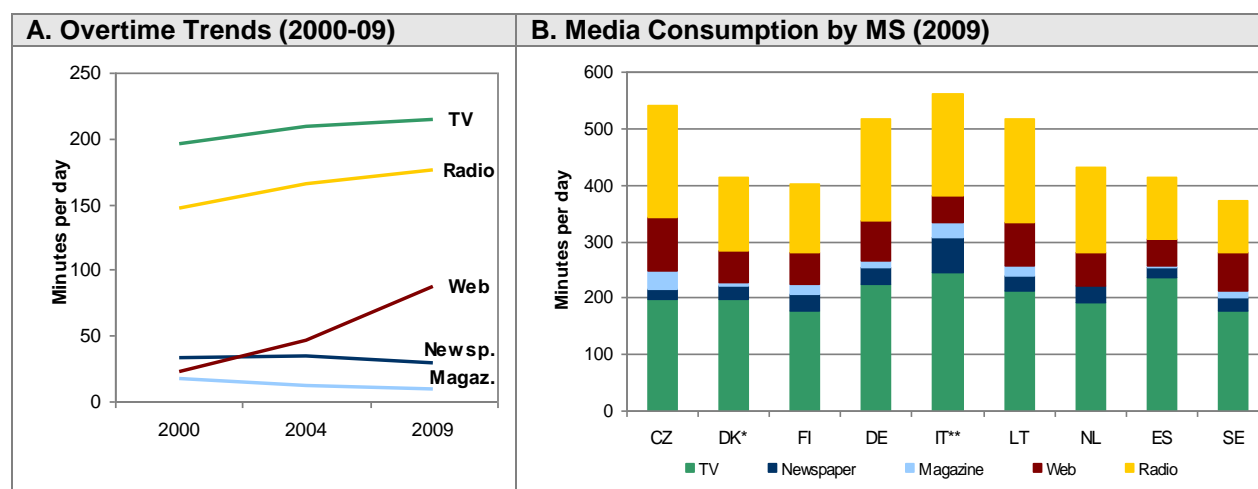 A. Overtime Trends (2000-09)
B. Media Consumption by MS (2009)
250
200
150
100
50
0
Minutes per day
TV
Radio
Web
Newsp.
Magaz.
2000 2004 2009
600
500
400
300
200
100
0
Minutes per day
CZ DK* FI DE IT** LT NL ES SE
TV Newspaper Magazine Web Radio